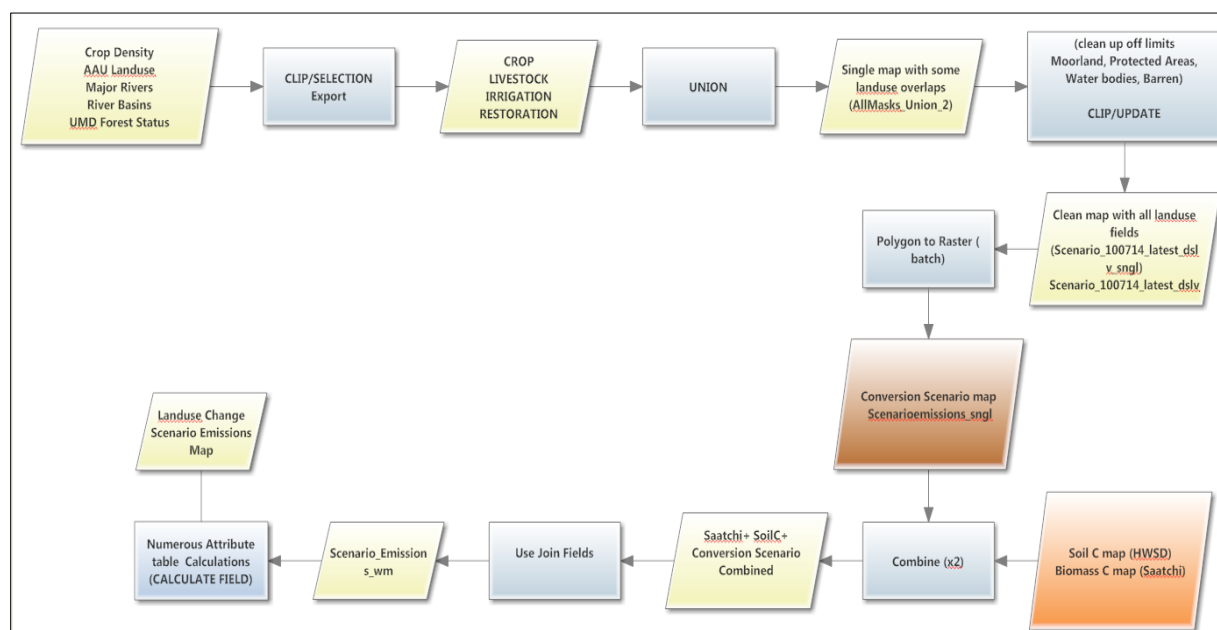 Crop Density
AAU Landuse
Major Rivers
River Basins
UMD Forest Status
CLIP/SELECTION
Export
CROP
LIVESTOCK
IRRIGATION
RESTORATION
UNION
Single map with some
landuse overlaps
(AllMasks_Union_2)
(clean up off limits
Moorland, Protected Areas,
Water bodies, Barren)
CLIP/UPDATE
Clean map with all landuse
fields
(Scenario_100714_latest_dsl
v_sngl)
Scenario_100714_latest_dslv
Polygon to Raster (
batch)
Conversion Scenario map
Scenarioemissions_sngl
Soil C map (HWSD)
Biomass C map (Saatchi)
Combine (x2)
Saatchi+ SoilC+
Conversion Scenario
Combined
Use Join Fields
Scenario_Emission
s_wm
Numerous Attribute
table Calculations
(CALCULATE FIELD)
Landuse Change
Scenario Emissions
Map